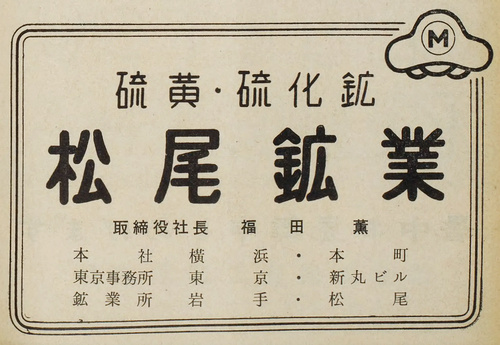 M
硫黄・硫化鉱
松尾鉱業
取締役社長 福田薫
本社 横浜・本町
東京事務所 東京・新丸ビル
鉱業所 岩手・松尾